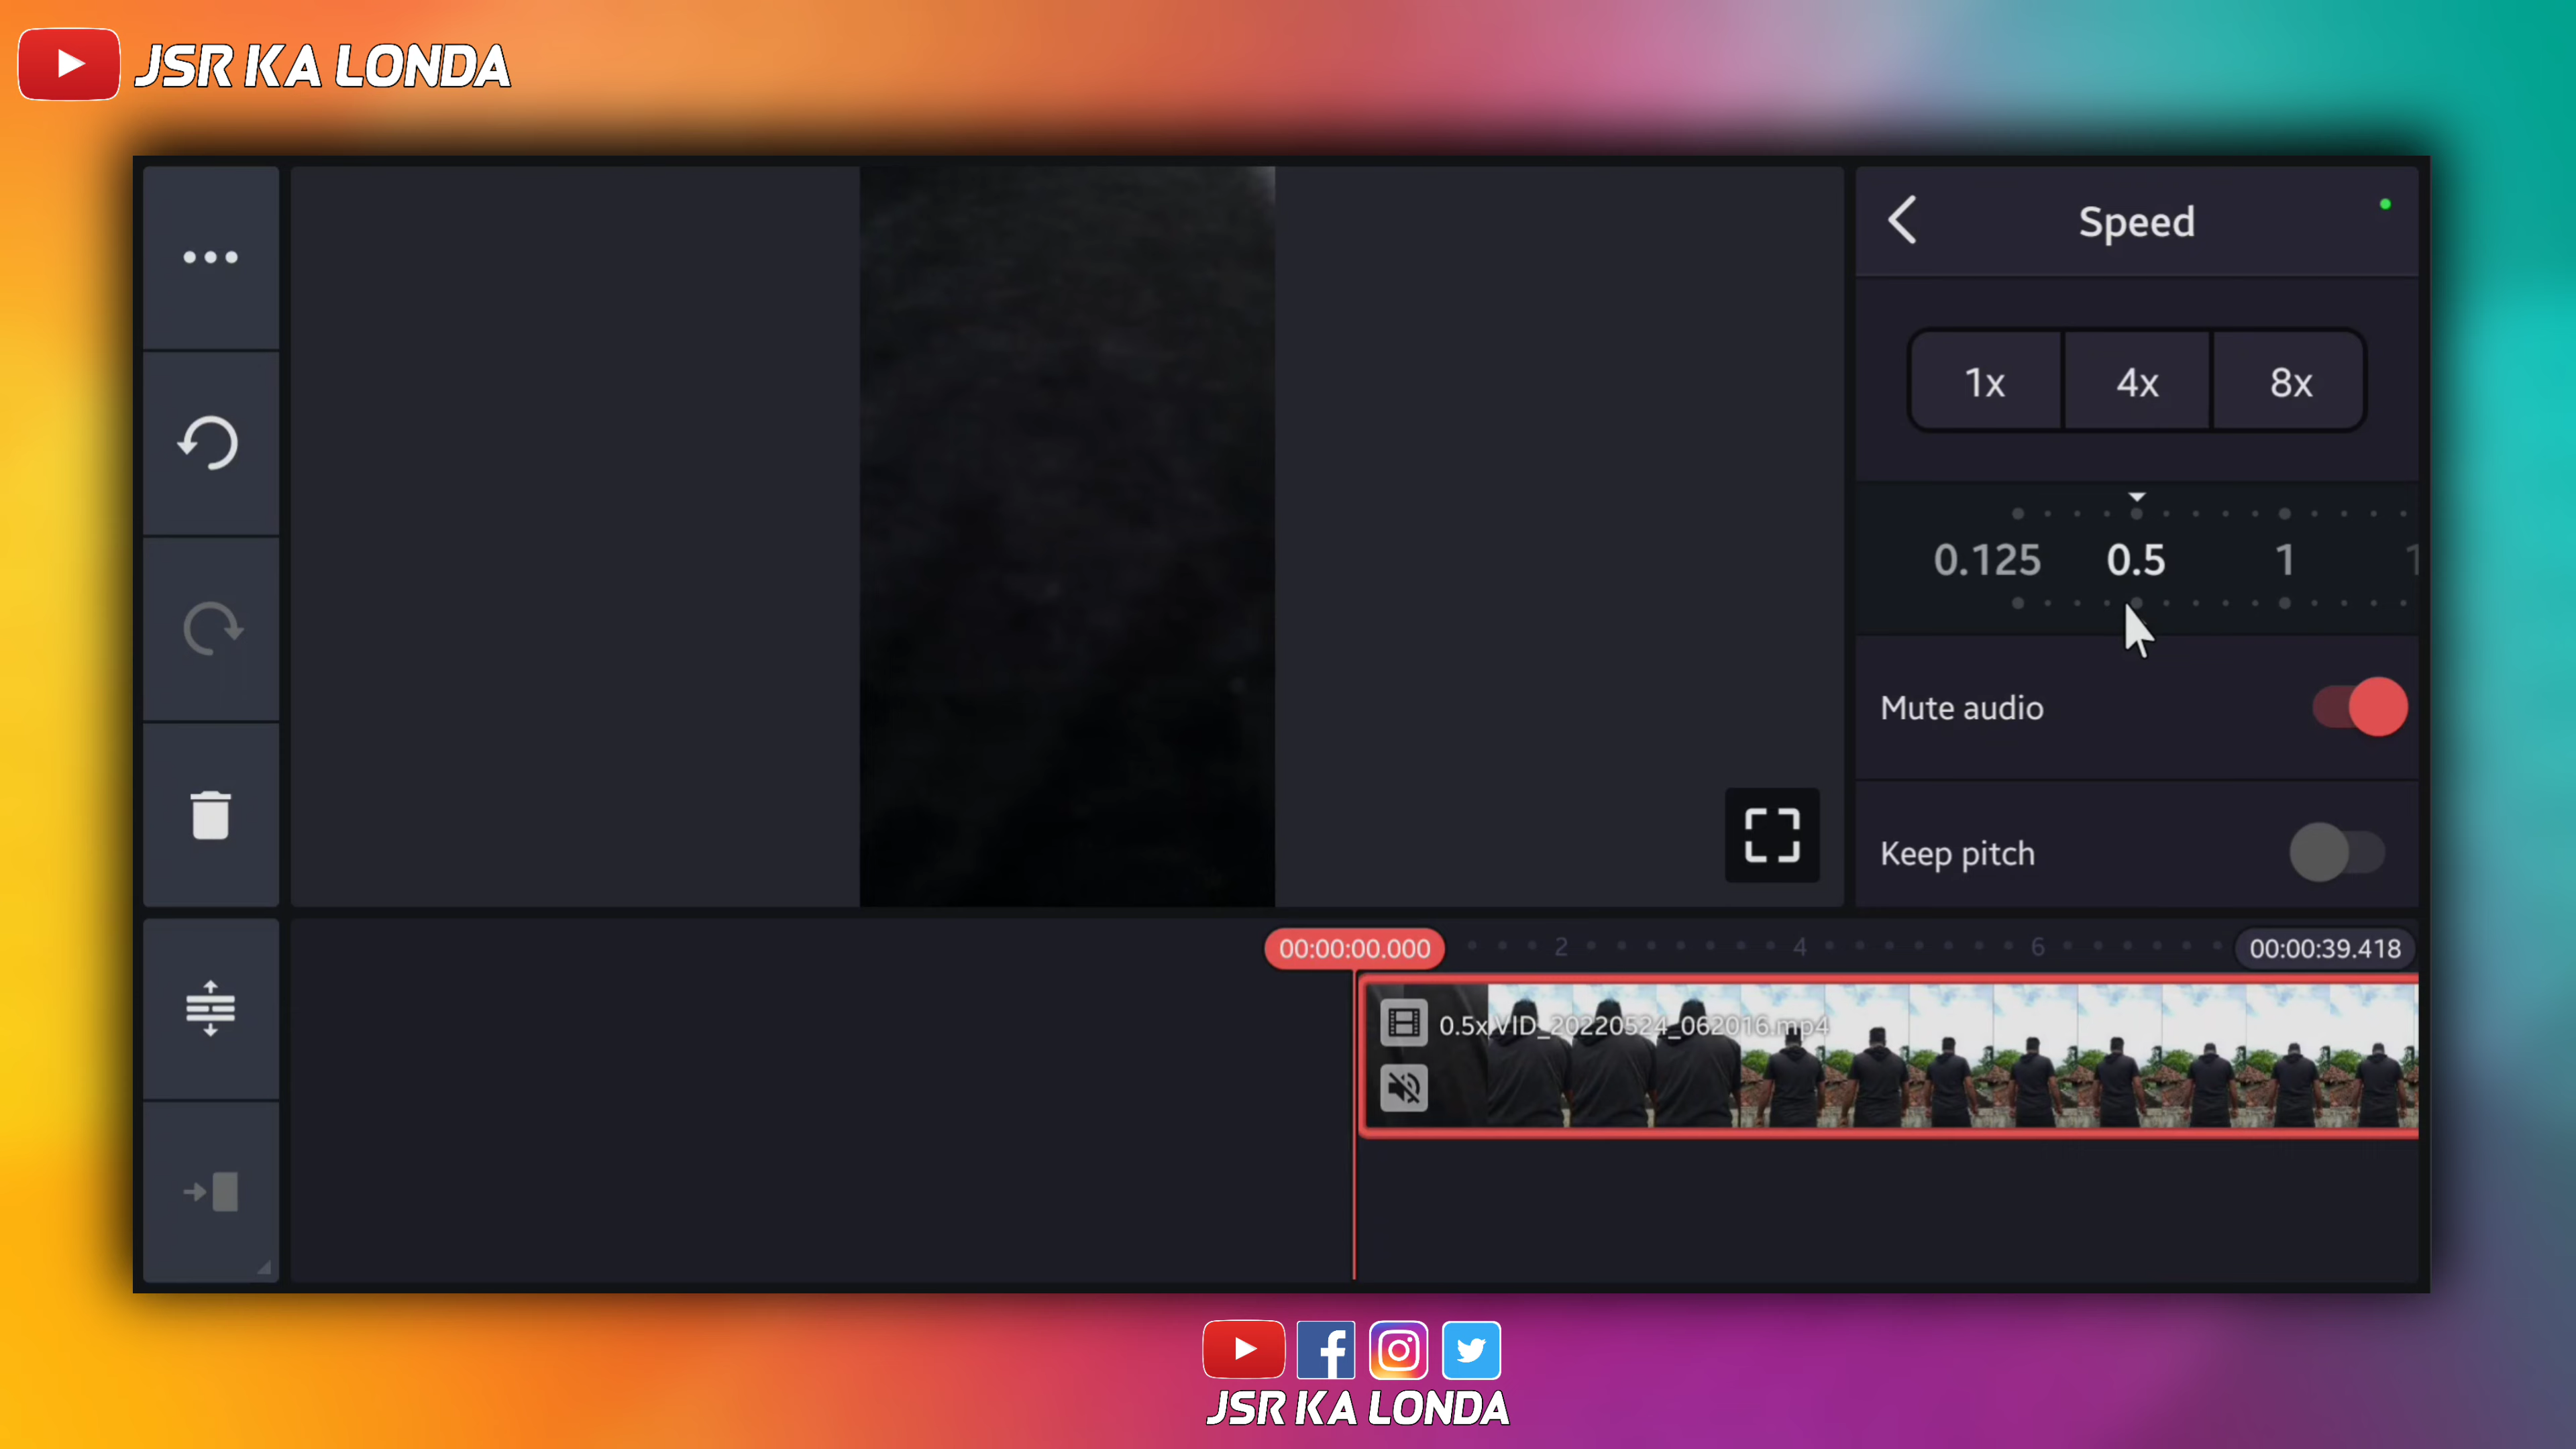 JSR KA LONDA
Speed
1x 4x 8x
0.125 0.5 1
Mute audio
Keep pitch
00:00:00.000 2 4 6 00:00:39.418
0.5x VID_20220524_062016.mp4
JSR KA LONDA